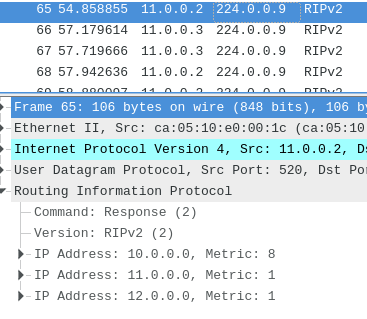 65 54.858855 11.0.0.2 224.0.0.9 RIPv2
66 57.179614 11.0.0.3 224.0.0.9 RIPv2
67 57.719666 11.0.0.3 224.0.0.9 RIPv2
68 57.942636 11.0.0.2 224.0.0.9 RIPv2
Frame 65: 106 bytes on wire (848 bits), 106 by
Ethernet II, Src: ca:05:10:e0:00:1c (ca:05:10
Internet Protocol Version 4, Src: 11.0.0.2, Ds
User Datagram Protocol, Src Port: 520, Dst Por
Routing Information Protocol
Command: Response (2)
Version: RIPv2 (2)
IP Address: 10.0.0.0, Metric: 8
IP Address: 11.0.0.0, Metric: 1
IP Address: 12.0.0.0, Metric: 1